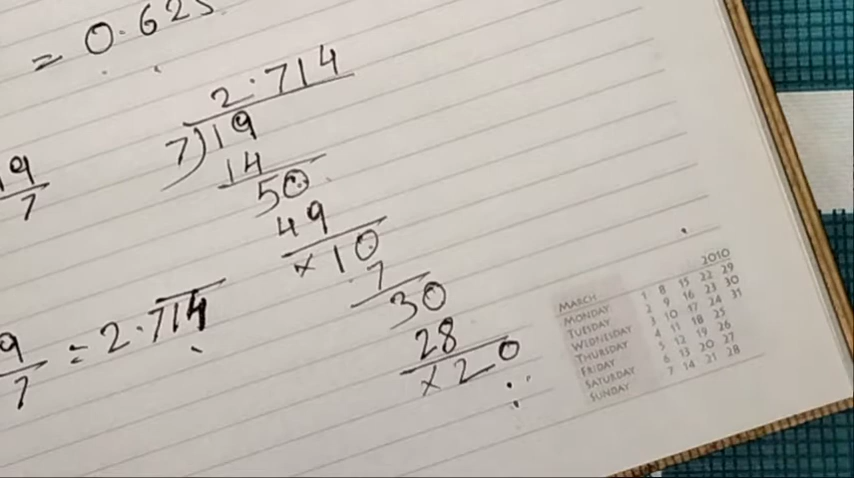 = 0.625
2.714
7)19
19/7
14
50
49
×10
7
30
28
×20
9/7 = 2.714
2010
MARCH 1 8 15 22 29
MONDAY 2 9 16 23 30
TUESDAY 3 10 17 24 31
WEDNESDAY 4 11 18 25
THURSDAY 5 12 19 26
FRIDAY 6 13 20 27
SATURDAY 7 14 21 28
SUNDAY